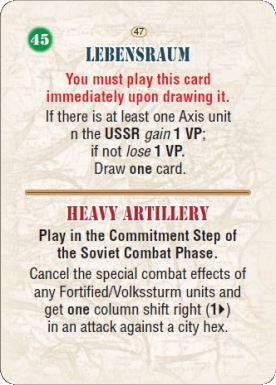 47
45
LEBENSRAUM
You must play this card
immediately upon drawing it.
If there is at least one Axis unit
n the USSR gain 1 VP;
if not lose 1 VP.
Draw one card.
HEAVY ARTILLERY
Play in the Commitment Step of
the Soviet Combat Phase.
Cancel the special combat effects of
any Fortified/Volkssturm units and
get one column shift right (1▶)
in an attack against a city hex.